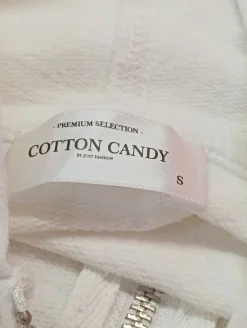 · PREMIUM SELECTION ·
COTTON CANDY
BY JUST FASHION
S